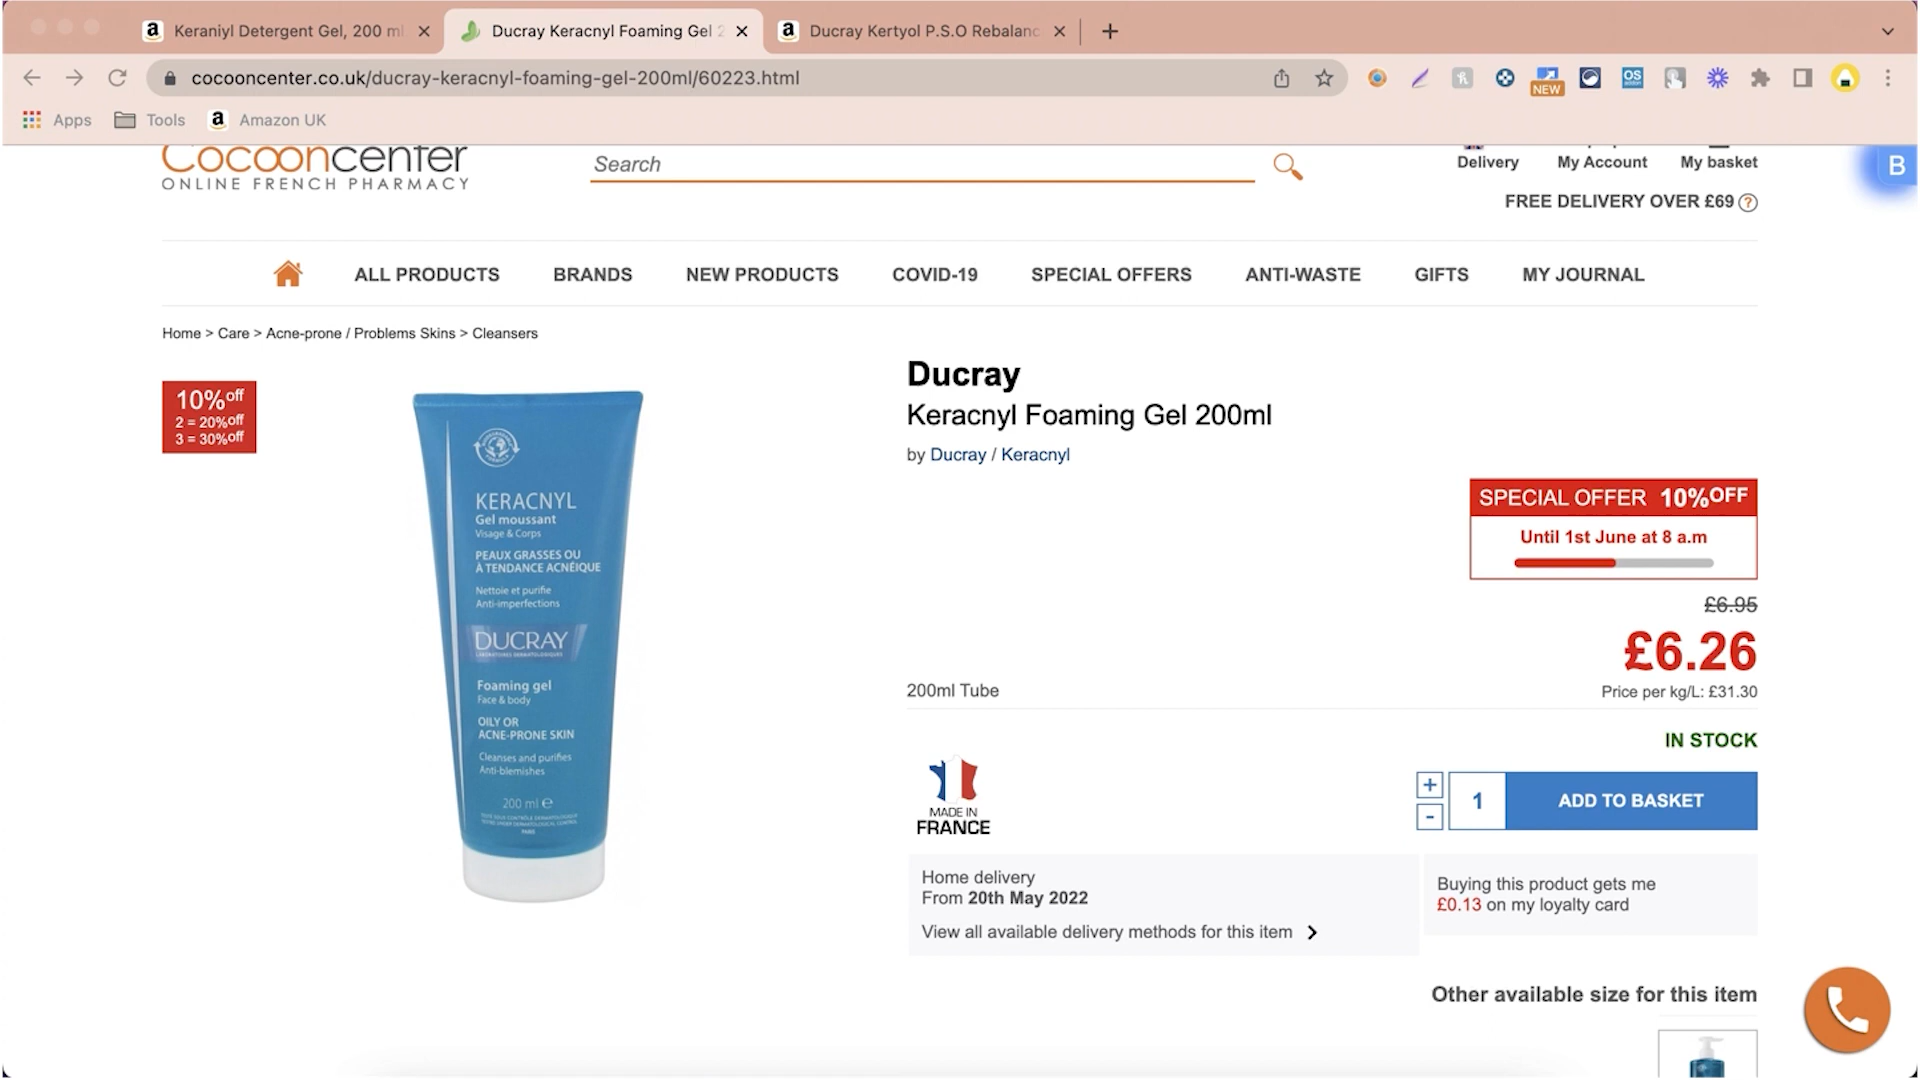 Keraniyl Detergent Gel, 200 ml
Ducray Keracnyl Foaming Gel 2
Ducray Kertyol P.S.O Rebalanc
cocooncenter.co.uk/ducray-keracnyl-foaming-gel-200ml/60223.html
OS
NEW
Apps
Tools
Amazon UK
Cocooncenter
ONLINE FRENCH PHARMACY
Search
Delivery
My Account
My basket
B
FREE DELIVERY OVER £69 ?
ALL PRODUCTS
BRANDS
NEW PRODUCTS
COVID-19
SPECIAL OFFERS
ANTI-WASTE
GIFTS
MY JOURNAL
Home > Care > Acne-prone / Problems Skins > Cleansers
10%off
2 = 20%off
3 = 30%off
KERACNYL
Gel moussant
Visage & Corps
PEAUX GRASSES OU
À TENDANCE ACNÉIQUE
Nettoie et purifie
Anti-imperfections
DUCRAY
LABORATOIRES DERMATOLOGIQUES
Foaming gel
Face & body
OILY OR
ACNE-PRONE SKIN
Cleanses and purifies
Anti-blemishes
200 ml e
PARIS
Ducray
Keracnyl Foaming Gel 200ml
by Ducray / Keracnyl
SPECIAL OFFER 10%OFF
Until 1st June at 8 a.m
£6.95
£6.26
200ml Tube
Price per kg/L: £31.30
IN STOCK
MADE IN
FRANCE
+
-
1
ADD TO BASKET
Home delivery
From 20th May 2022
View all available delivery methods for this item
Buying this product gets me
£0.13 on my loyalty card
Other available size for this item